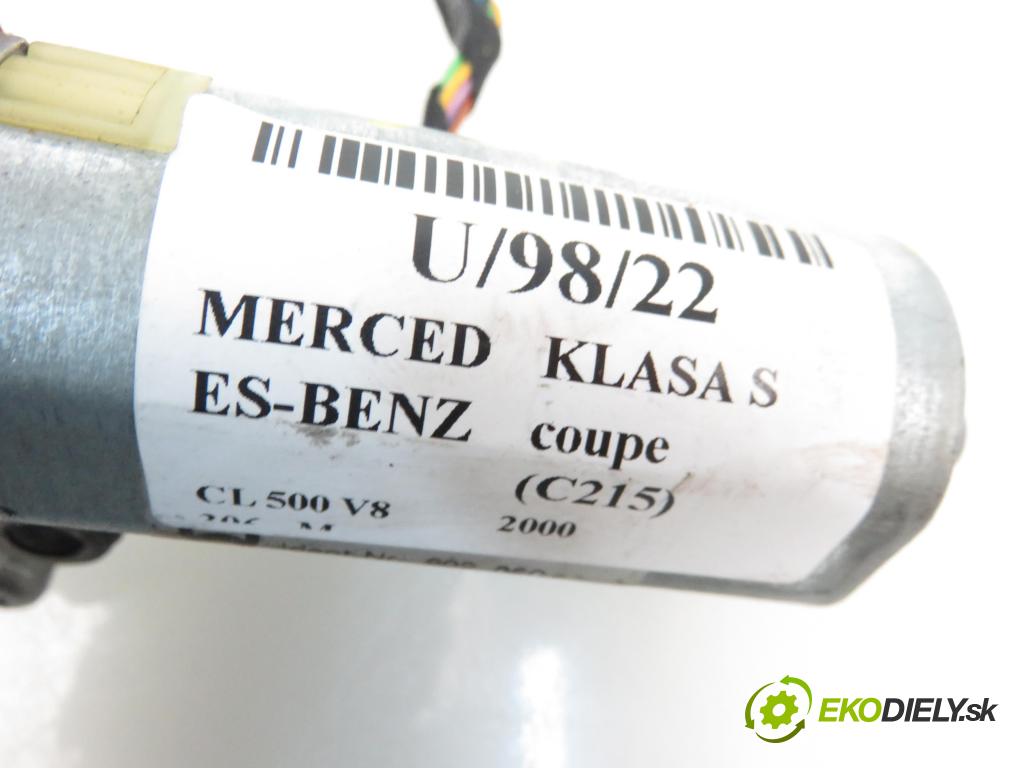 U/98/22
MERCED KLASA S
ES-BENZ coupe
(C215)
CL 500 V8 2000
EKODIELY.sk